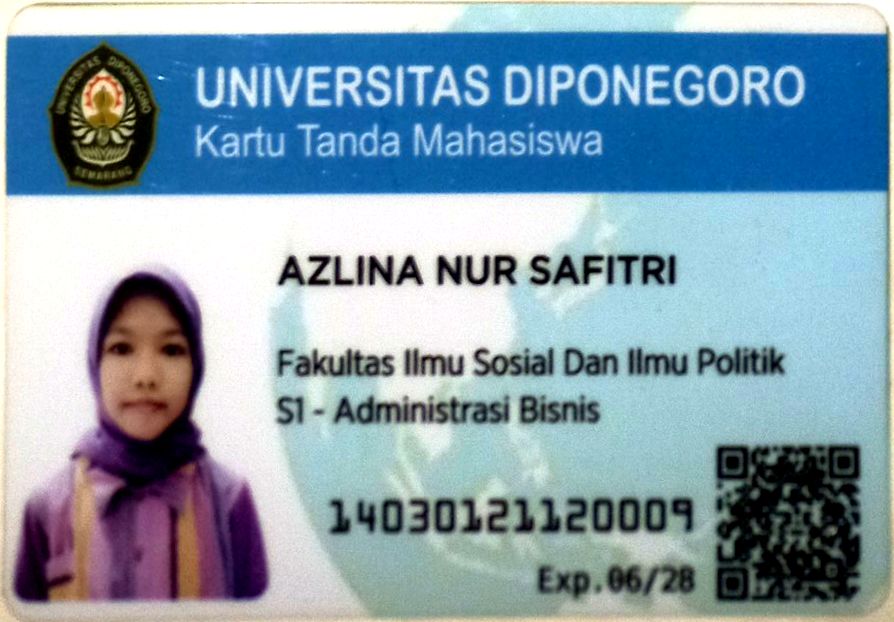 UNIVERSITAS DIPONEGORO
SEMARANG
UNIVERSITAS DIPONEGORO
Kartu Tanda Mahasiswa
AZLINA NUR SAFITRI
Fakultas Ilmu Sosial Dan Ilmu Politik
S1 - Administrasi Bisnis
14030121120009
Exp.06/28